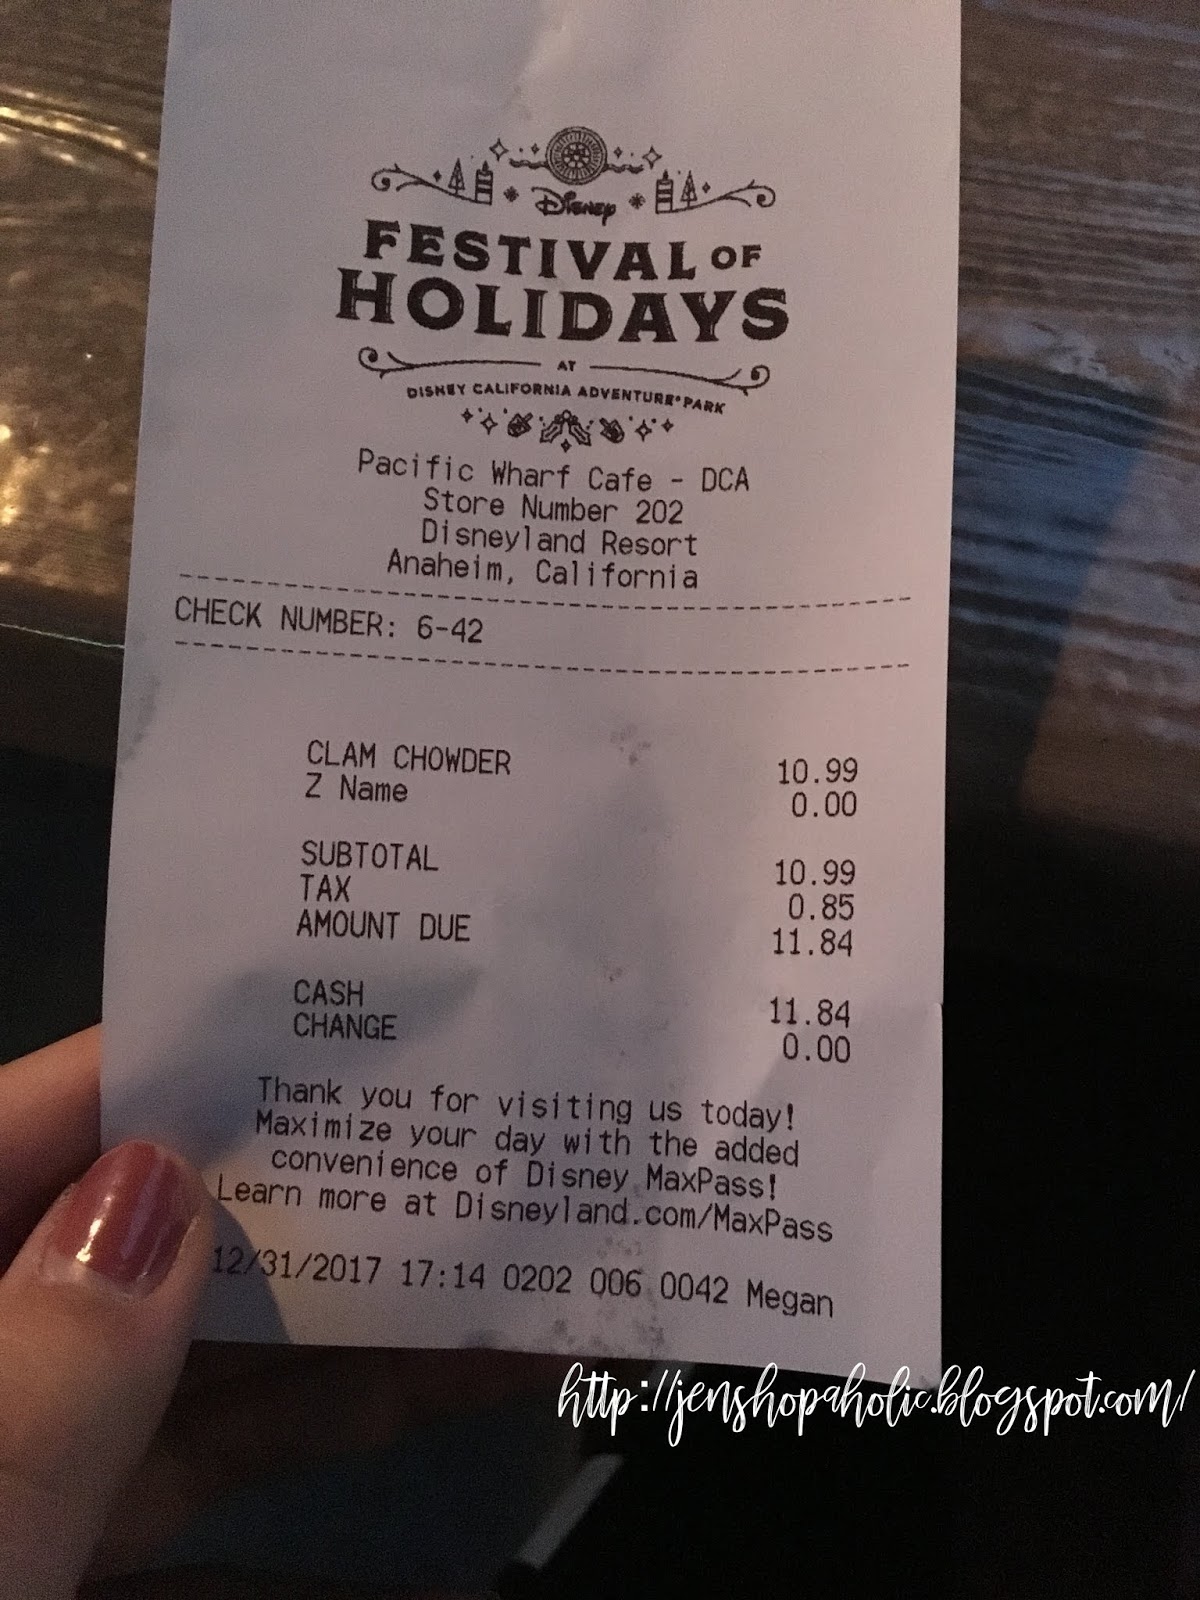 Disney
FESTIVAL OF
HOLIDAYS
AT
DISNEY CALIFORNIA ADVENTURE® PARK
Pacific Wharf Cafe - DCA
Store Number 202
Disneyland Resort
Anaheim, California
CHECK NUMBER: 6-42
CLAM CHOWDER 10.99
Z Name 0.00
SUBTOTAL 10.99
TAX 0.85
AMOUNT DUE 11.84
CASH 11.84
CHANGE 0.00
Thank you for visiting us today!
Maximize your day with the added
convenience of Disney MaxPass!
Learn more at Disneyland.com/MaxPass
12/31/2017 17:14 0202 006 0042 Megan
http://jenshopaholic.blogspot.com/